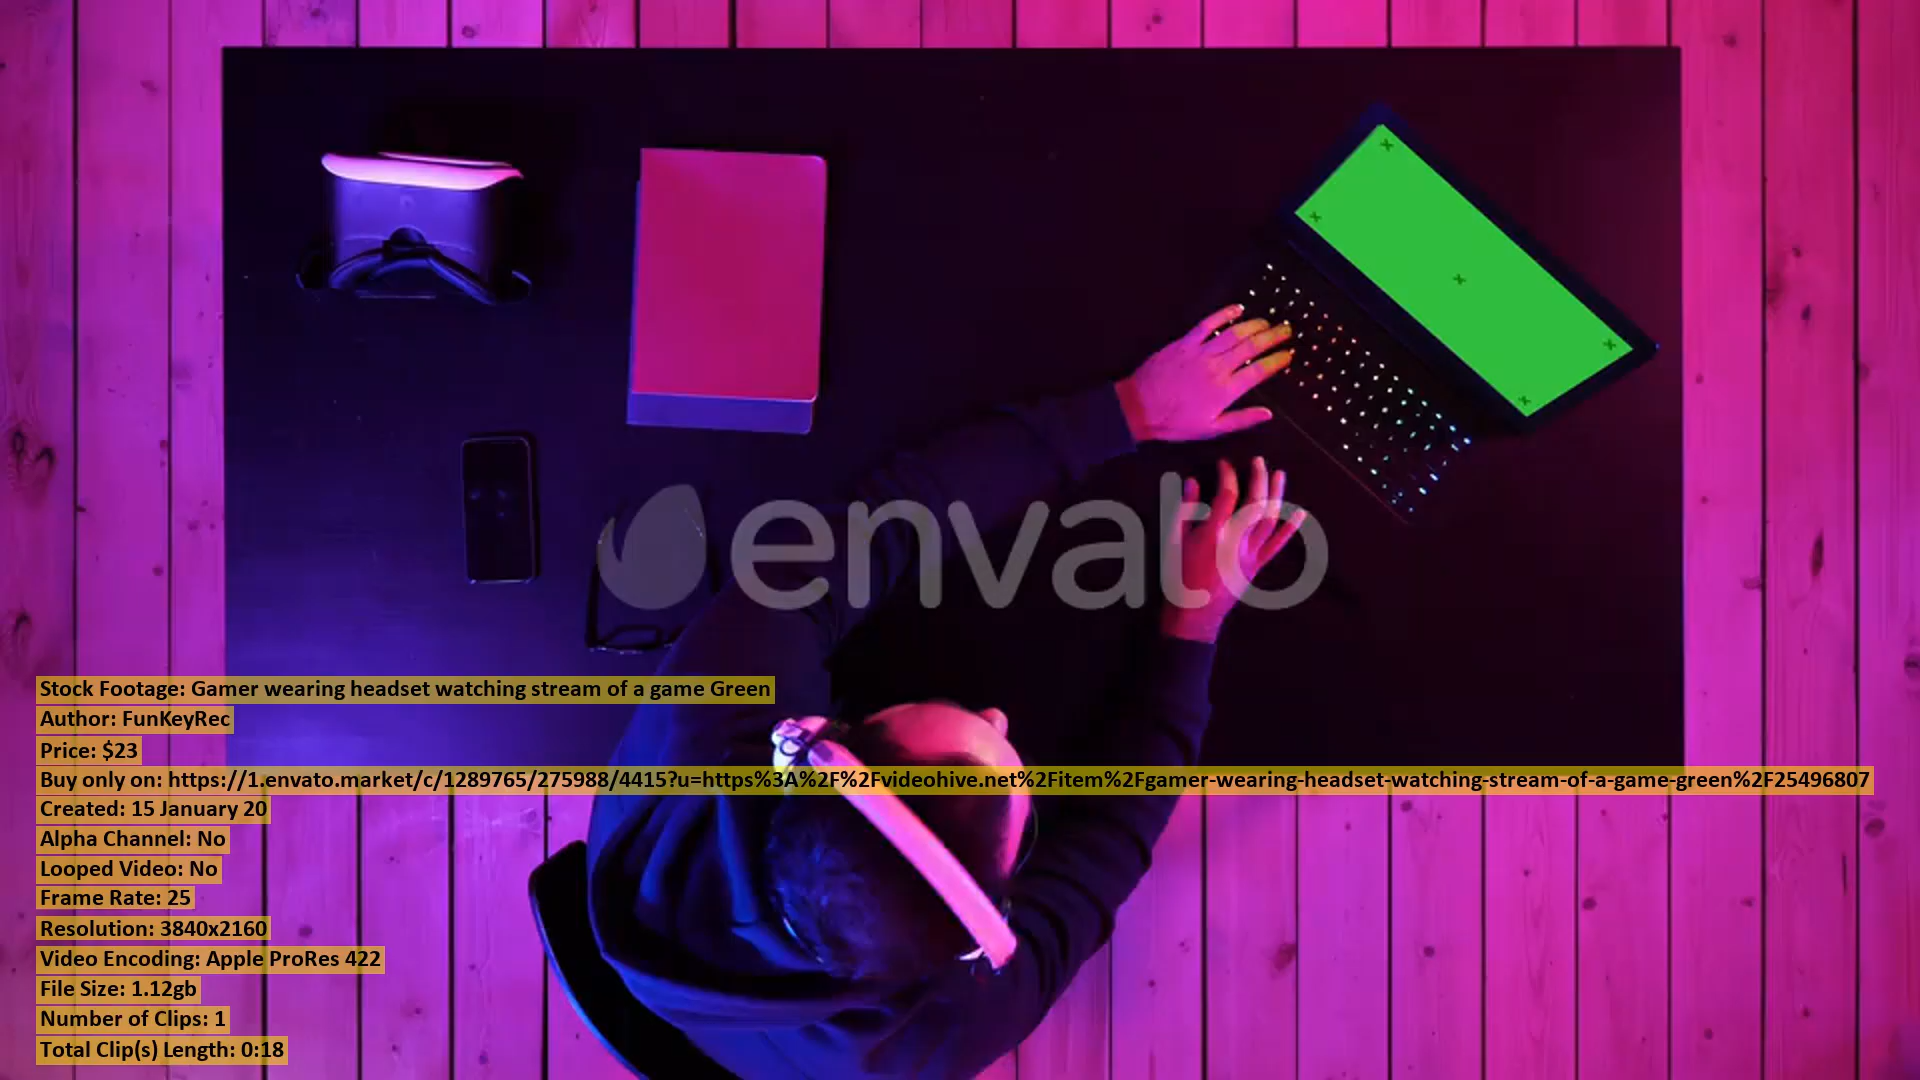 envato
Stock Footage: Gamer wearing headset watching stream of a game Green
Author: FunKeyRec
Price: $23
Buy only on: https://1.envato.market/c/1289765/275988/4415?u=https%3A%2F%2Fvideohive.net%2Fitem%2Fgamer-wearing-headset-watching-stream-of-a-game-green%2F25496807
Created: 15 January 20
Alpha Channel: No
Looped Video: No
Frame Rate: 25
Resolution: 3840x2160
Video Encoding: Apple ProRes 422
File Size: 1.12gb
Number of Clips: 1
Total Clip(s) Length: 0:18